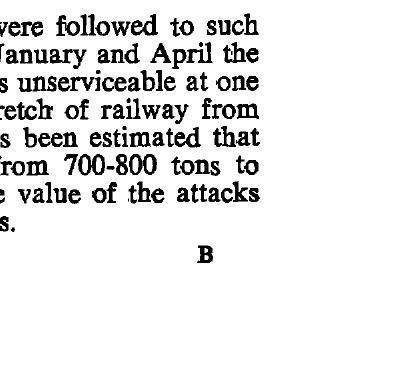 were followed to such
January and April the
s unserviceable at one
retch of railway from
s been estimated that
from 700-800 tons to
e value of the attacks
s.
B